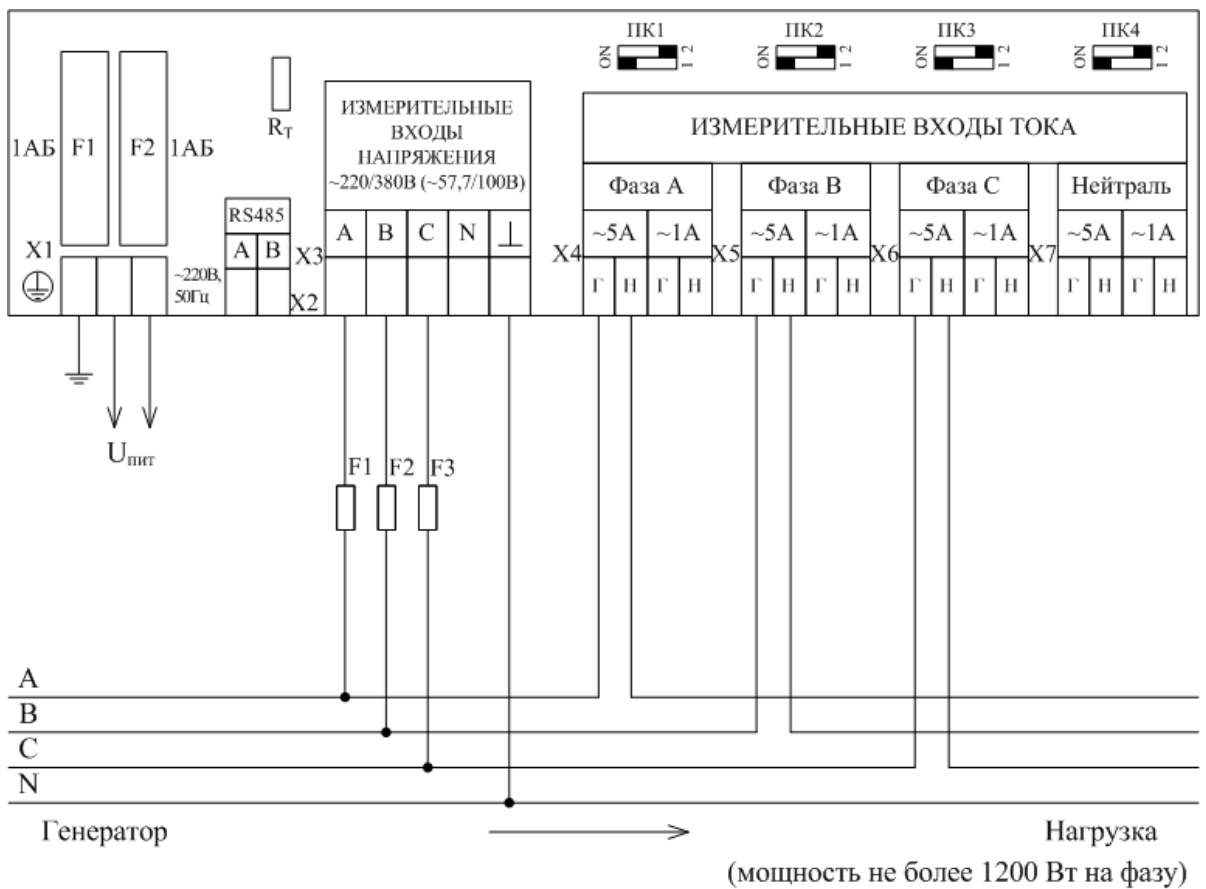 ПК1 ПК2 ПК3 ПК4
ON 1 2 ON 1 2 ON 1 2 ON 1 2
1АБ F1 F2 1АБ
RТ
ИЗМЕРИТЕЛЬНЫЕ
ВХОДЫ
НАПРЯЖЕНИЯ
~220/380В (~57,7/100В)
ИЗМЕРИТЕЛЬНЫЕ ВХОДЫ ТОКА
Фаза А Фаза В Фаза С Нейтраль
RS485
A B
X1
X3
A B C N ⊥
X4 ~5А ~1А X5 ~5А ~1А X6 ~5А ~1А X7 ~5А ~1А
~220В,
50Гц
X2
Г Н Г Н Г Н Г Н Г Н Г Н Г Н Г Н
Uпит
F1 F2 F3
A
B
C
N
Генератор Нагрузка
(мощность не более 1200 Вт на фазу)